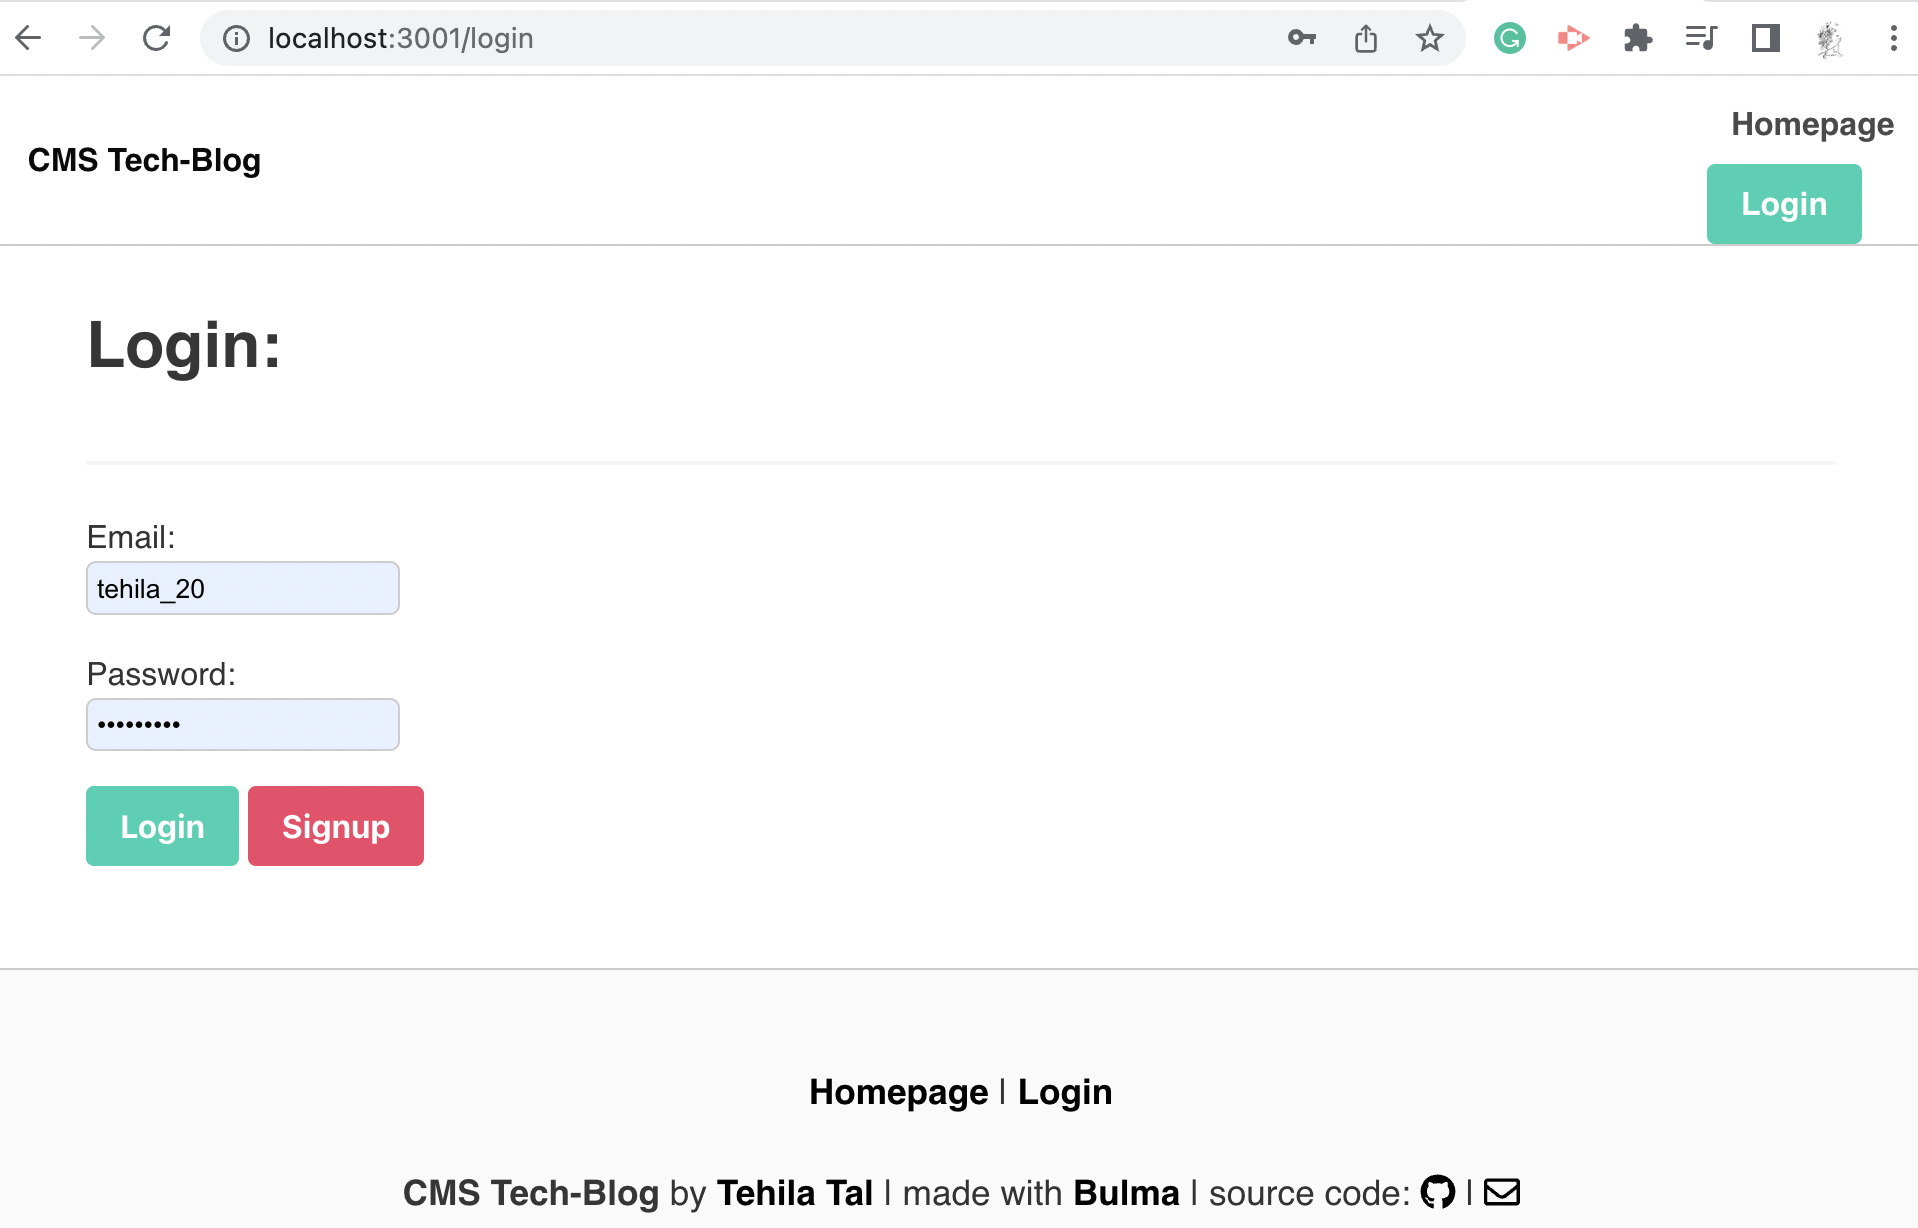 localhost:3001/login
Homepage
CMS Tech-Blog
Login
Login:
Email:
tehila_20
Password:
•••••••••
Login Signup
Homepage | Login
CMS Tech-Blog by Tehila Tal | made with Bulma | source code: |